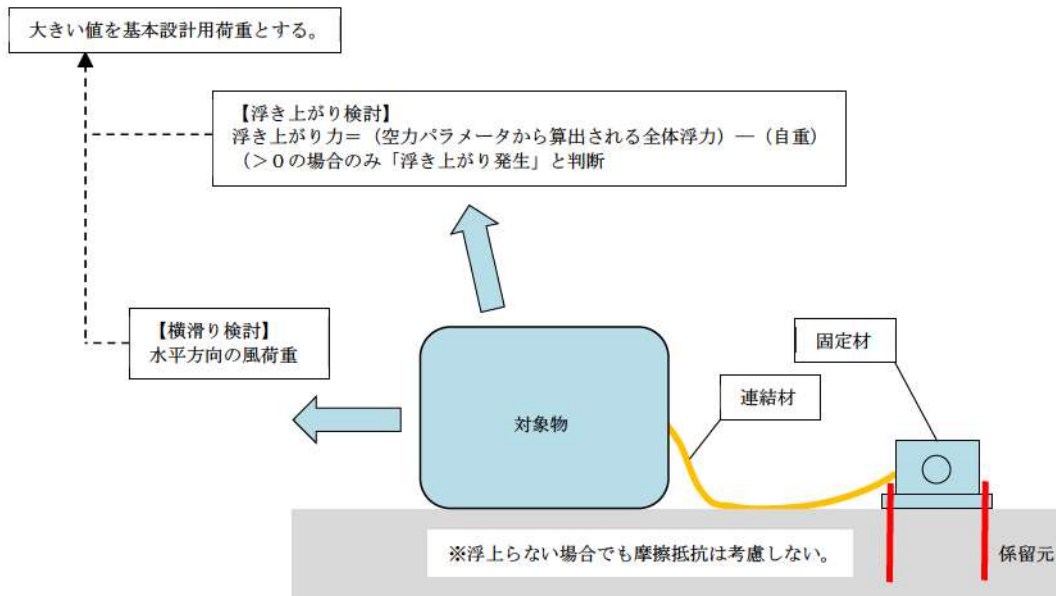 大きい値を基本設計用荷重とする。
【浮き上がり検討】
浮き上がり力＝（空力パラメータから算出される全体浮力）―（自重）
（＞０の場合のみ「浮き上がり発生」と判断
【横滑り検討】
水平方向の風荷重
固定材
連結材
対象物
※浮上らない場合でも摩擦抵抗は考慮しない。
係留元